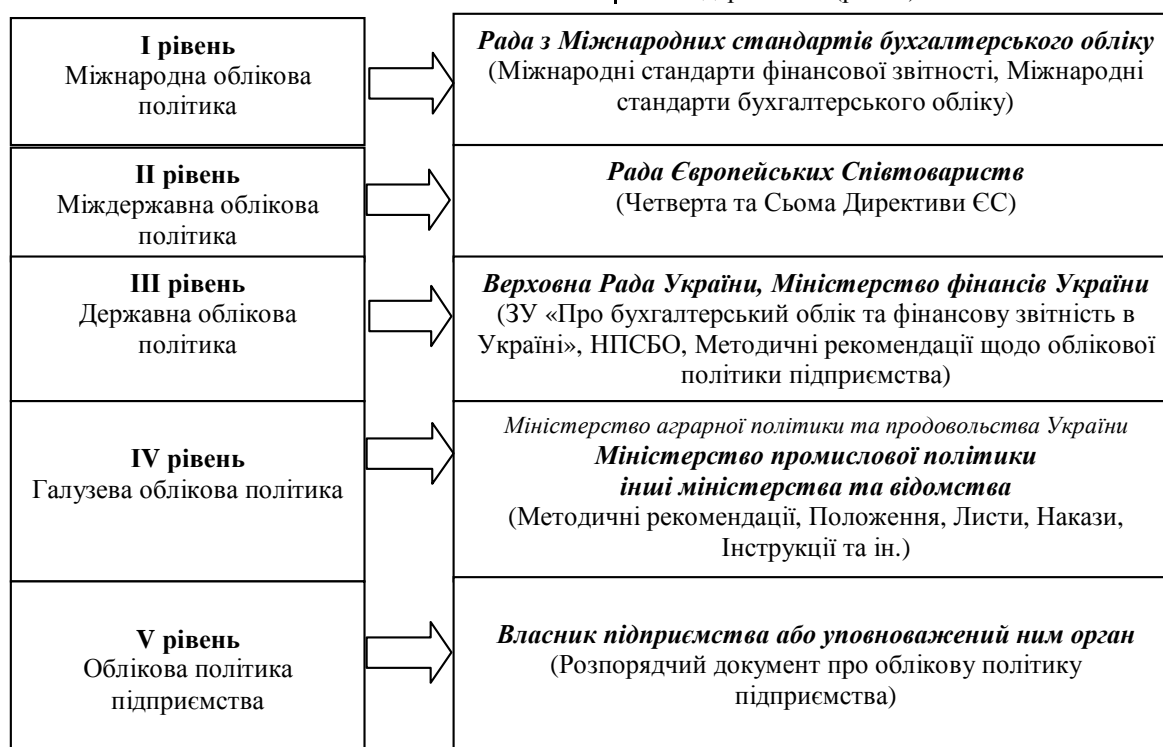 I рівень
Міжнародна облікова
політика
Рада з Міжнародних стандартів бухгалтерського обліку
(Міжнародні стандарти фінансової звітності, Міжнародні
стандарти бухгалтерського обліку)
II рівень
Міждержавна облікова
політика
Рада Європейських Співтовариств
(Четверта та Сьома Директиви ЄС)
III рівень
Державна облікова
політика
Верховна Рада України, Міністерство фінансів України
(ЗУ «Про бухгалтерський облік та фінансову звітність в
Україні», НПСБО, Методичні рекомендації щодо облікової
політики підприємства)
IV рівень
Галузева облікова політика
Міністерство аграрної політики та продовольства України
Міністерство промислової політики
інші міністерства та відомства
(Методичні рекомендації, Положення, Листи, Накази,
Інструкції та ін.)
V рівень
Облікова політика
підприємства
Власник підприємства або уповноважений ним орган
(Розпорядчий документ про облікову політику
підприємства)